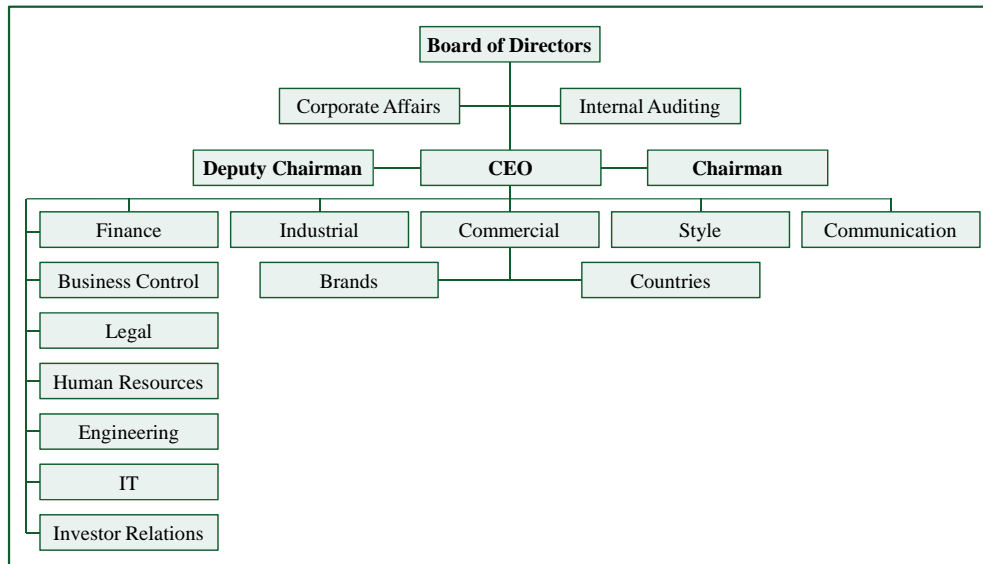 Board of Directors
Corporate Affairs
Internal Auditing
Deputy Chairman
CEO
Chairman
Finance
Industrial
Commercial
Style
Communication
Business Control
Brands
Countries
Legal
Human Resources
Engineering
IT
Investor Relations